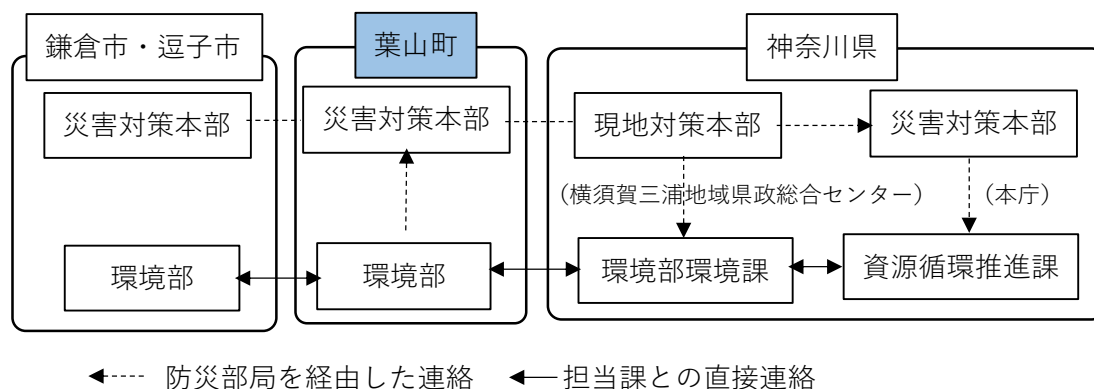 鎌倉市・逗子市
葉山町
神奈川県
災害対策本部
災害対策本部
現地対策本部
災害対策本部
（横須賀三浦地域県政総合センター）
（本庁）
環境部
環境部
環境部環境課
資源循環推進課
防災部局を経由した連絡
担当課との直接連絡